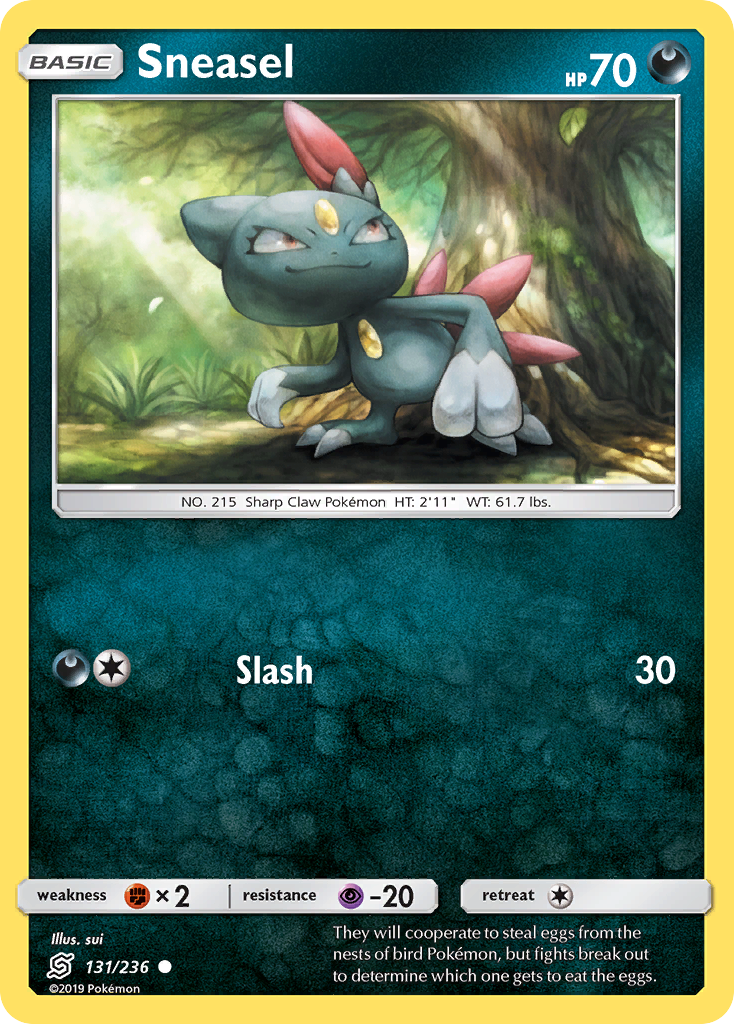 BASIC Sneasel HP70
NO. 215 Sharp Claw Pokémon HT: 2'11" WT: 61.7 lbs.
Slash 30
weakness ×2 resistance -20 retreat
Illus. sui
131/236
©2019 Pokémon
They will cooperate to steal eggs from the
nests of bird Pokémon, but fights break out
to determine which one gets to eat the eggs.